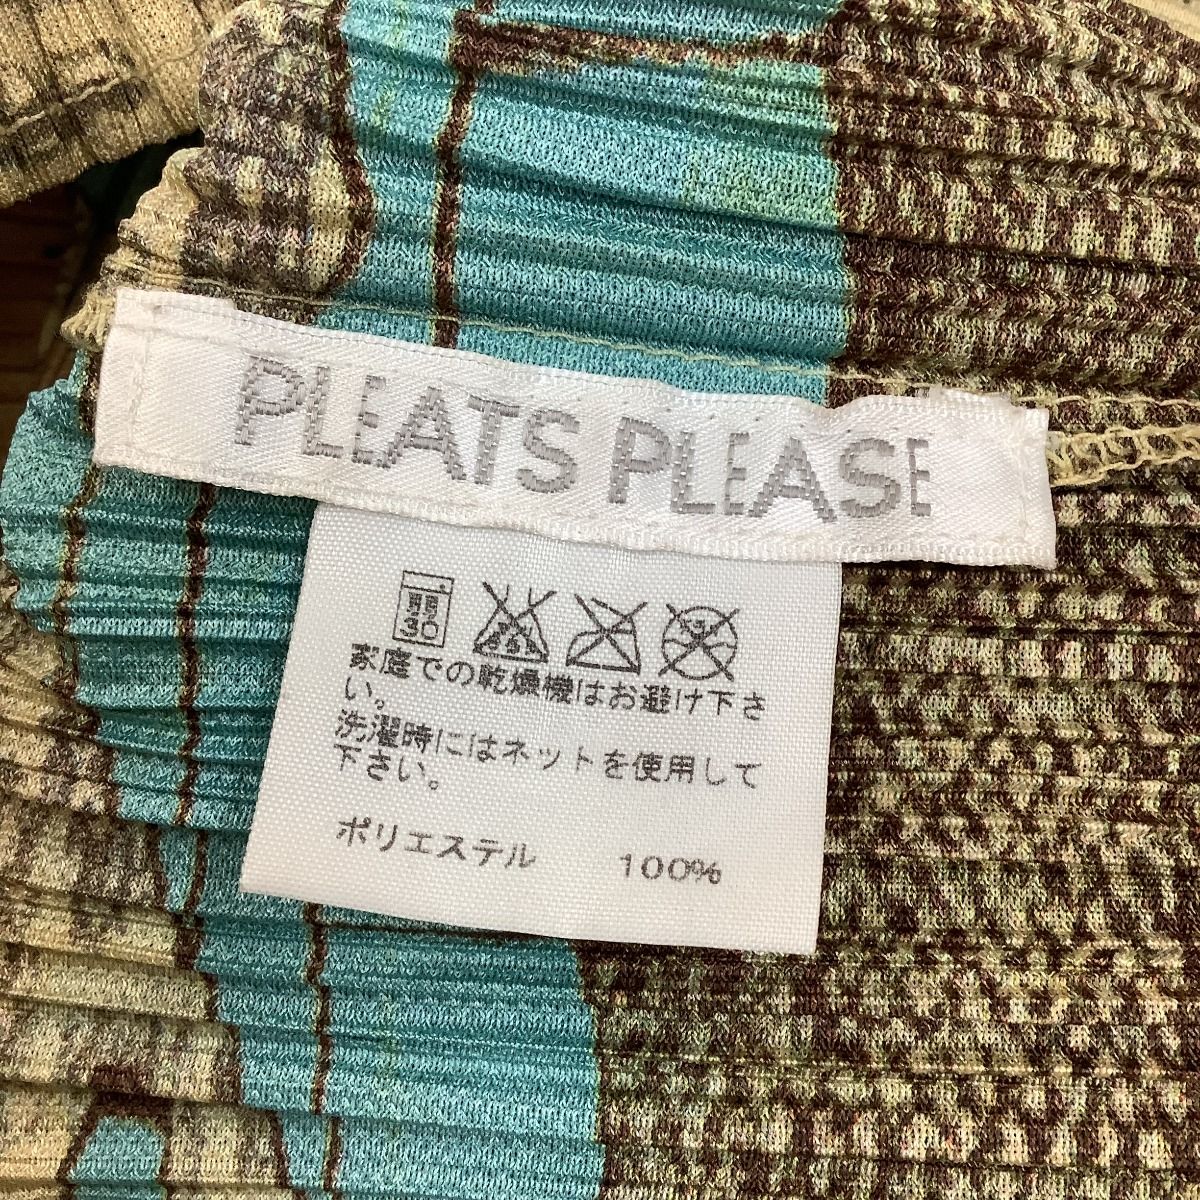 PLEATS PLEASE
弱
30
家庭での乾燥機はお避け下さ
い。
洗濯時にはネットを使用して
下さい。
ポリエステル 100%